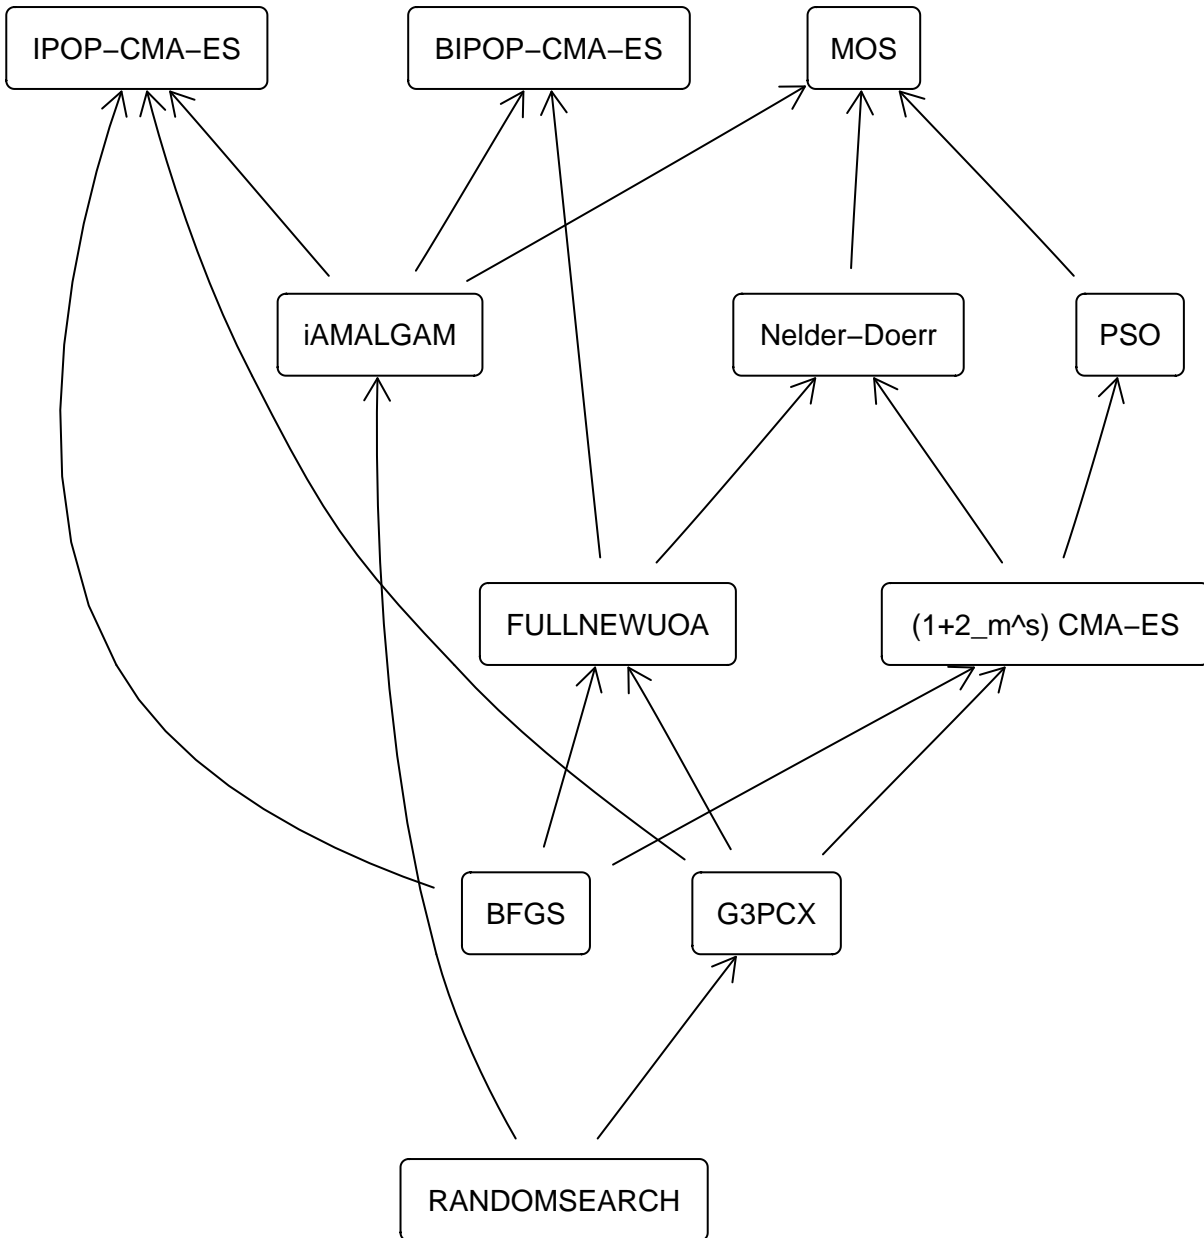 IPOP−CMA−ES
BIPOP−CMA−ES
MOS
iAMALGAM
Nelder−Doerr
PSO
FULLNEWUOA
(1+2_m^s) CMA−ES
BFGS
G3PCX
RANDOMSEARCH